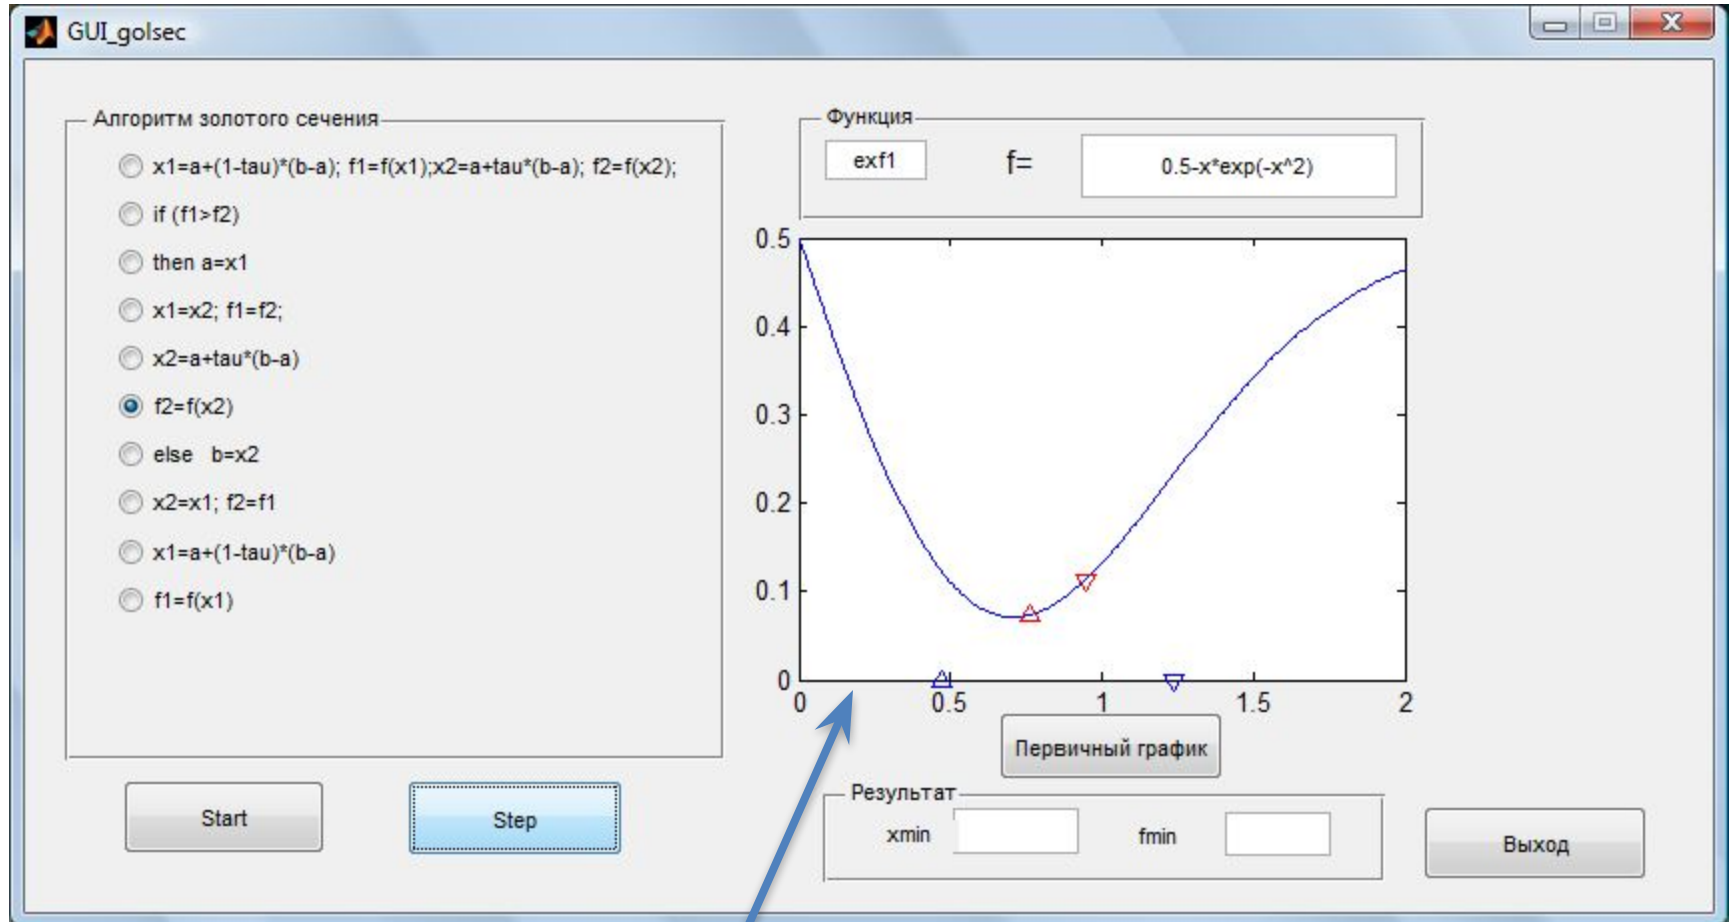 GUI_golsec
Алгоритм золотого сечения
x1=a+(1-tau)*(b-a); f1=f(x1);x2=a+tau*(b-a); f2=f(x2);
if (f1>f2)
then a=x1
x1=x2; f1=f2;
x2=a+tau*(b-a)
f2=f(x2)
else b=x2
x2=x1; f2=f1
x1=a+(1-tau)*(b-a)
f1=f(x1)
Start
Step
Функция
exf1 f= 0.5-x*exp(-x^2)
0.5
0.4
0.3
0.2
0.1
0
0 0.5 1 1.5 2
Первичный график
Результат
xmin fmin
Выход